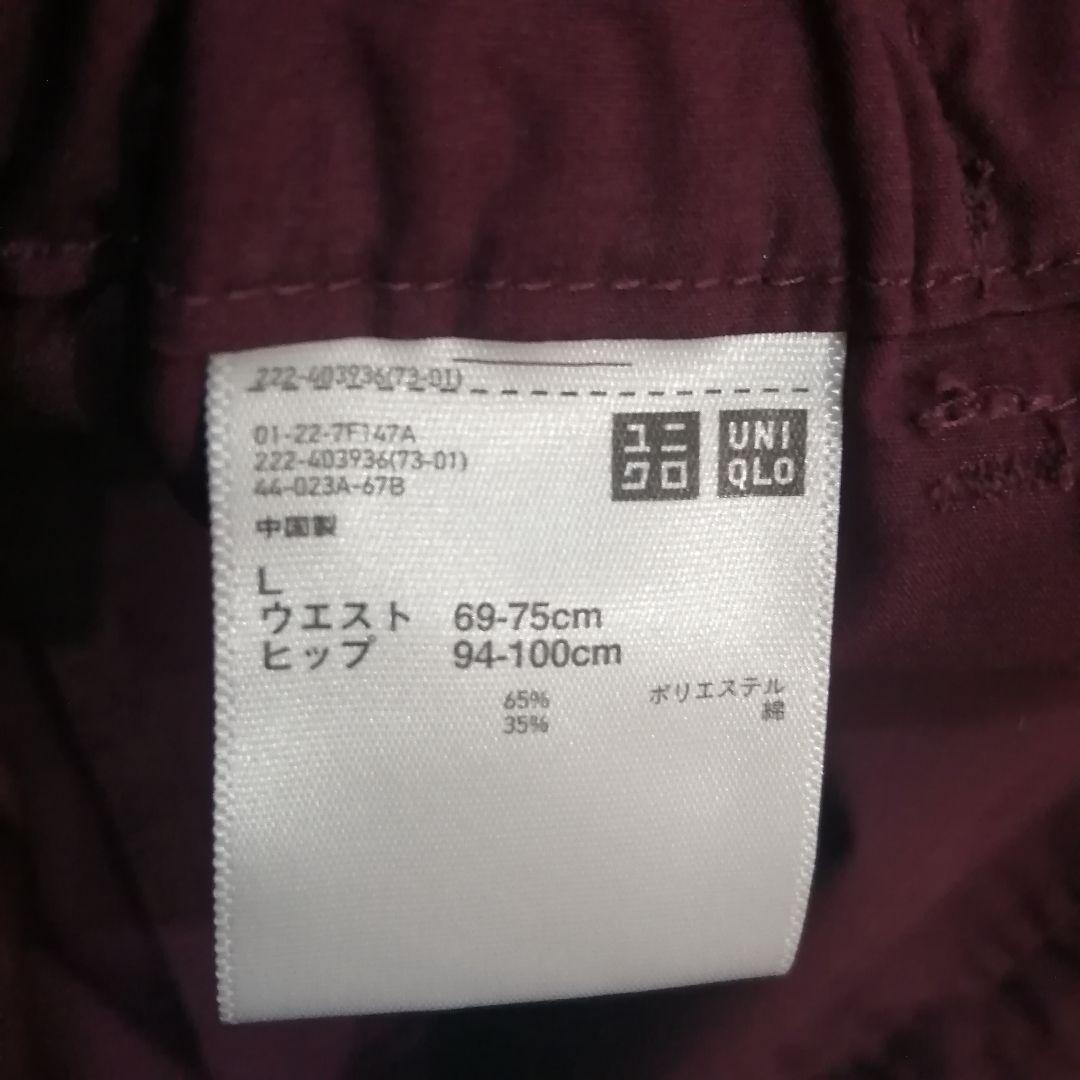 222-403936(73-01)
01-22-7F147A
222-403936(73-01)
44-023A-67B
ユニ
クロ
UNI
QLO
中国製
L
ウエスト 69-75cm
ヒップ 94-100cm
65% ポリエステル
35% 綿